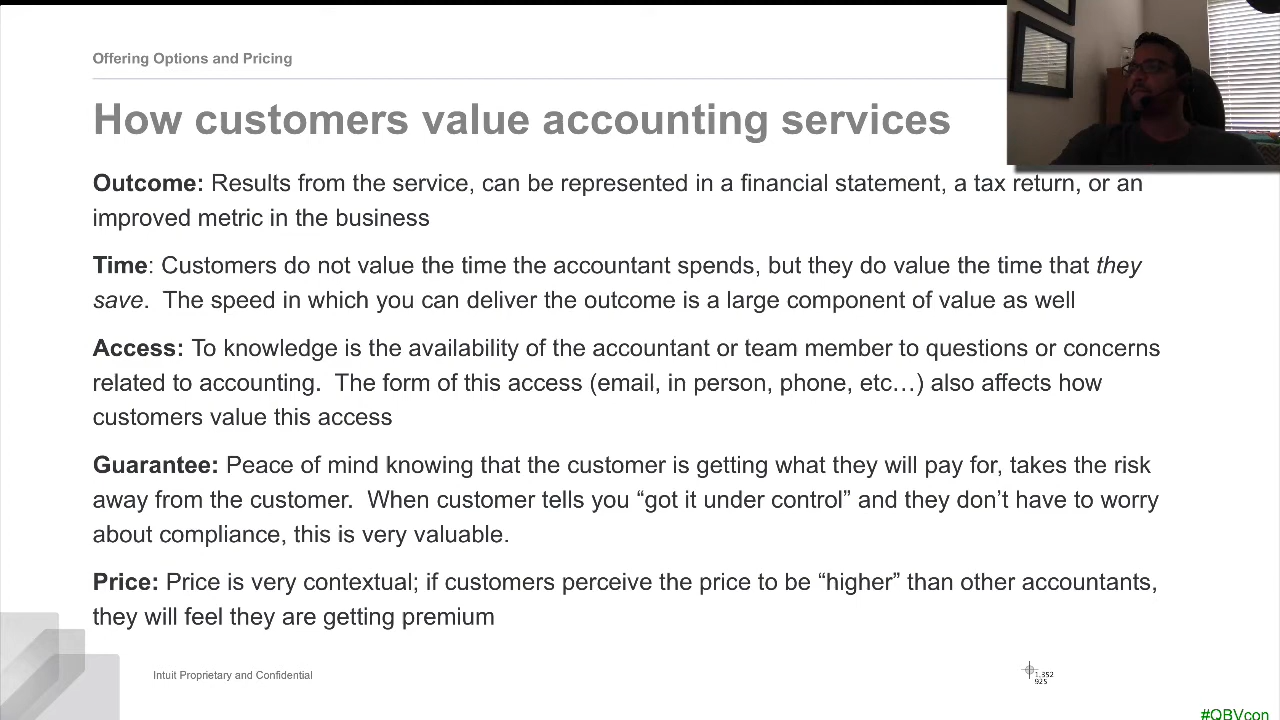 Offering Options and Pricing
How customers value accounting services
Outcome: Results from the service, can be represented in a financial statement, a tax return, or an
improved metric in the business
Time: Customers do not value the time the accountant spends, but they do value the time that they
save.  The speed in which you can deliver the outcome is a large component of value as well
Access: To knowledge is the availability of the accountant or team member to questions or concerns
related to accounting.  The form of this access (email, in person, phone, etc…) also affects how
customers value this access
Guarantee: Peace of mind knowing that the customer is getting what they will pay for, takes the risk
away from the customer.  When customer tells you “got it under control” and they don’t have to worry
about compliance, this is very valuable.
Price: Price is very contextual; if customers perceive the price to be “higher” than other accountants,
they will feel they are getting premium
Intuit Proprietary and Confidential
1,352
925
#QBVcon